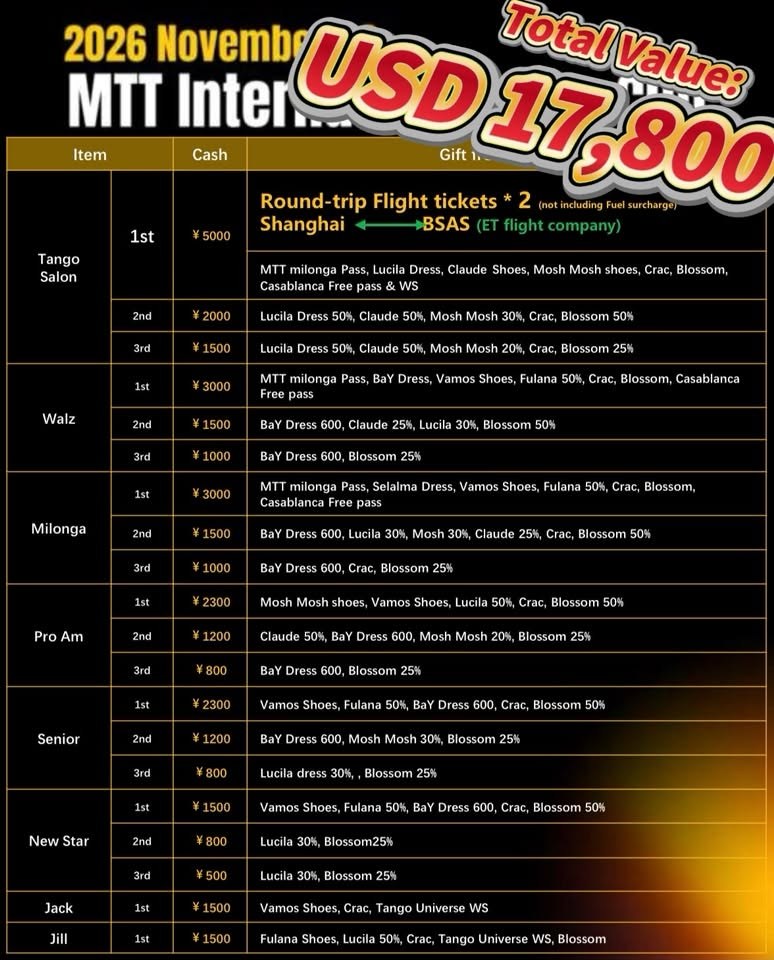 2026 Novembe
Total Value:
MTT Intern
USD 17,800
Item Cash Gift
Round-trip Flight tickets * 2 (not including Fuel surcharge)
Shanghai BSAS (ET flight company)
Tango
Salon
1st ¥ 5000
MTT milonga Pass, Lucila Dress, Claude Shoes, Mosh Mosh shoes, Crac, Blossom,
Casablanca Free pass & WS
2nd ¥ 2000 Lucila Dress 50%, Claude 50%, Mosh Mosh 30%, Crac, Blossom 50%
3rd ¥ 1500 Lucila Dress 50%, Claude 50%, Mosh Mosh 20%, Crac, Blossom 25%
Walz
1st ¥ 3000 MTT milonga Pass, BaY Dress, Vamos Shoes, Fulana 50%, Crac, Blossom, Casablanca
Free pass
2nd ¥ 1500 BaY Dress 600, Claude 25%, Lucila 30%, Blossom 50%
3rd ¥ 1000 BaY Dress 600, Blossom 25%
Milonga
1st ¥ 3000 MTT milonga Pass, Selalma Dress, Vamos Shoes, Fulana 50%, Crac, Blossom,
Casablanca Free pass
2nd ¥ 1500 BaY Dress 600, Lucila 30%, Mosh 30%, Claude 25%, Crac, Blossom 50%
3rd ¥ 1000 BaY Dress 600, Crac, Blossom 25%
Pro Am
1st ¥ 2300 Mosh Mosh shoes, Vamos Shoes, Lucila 50%, Crac, Blossom 50%
2nd ¥ 1200 Claude 50%, BaY Dress 600, Mosh Mosh 20%, Blossom 25%
3rd ¥ 800 BaY Dress 600, Blossom 25%
Senior
1st ¥ 2300 Vamos Shoes, Fulana 50%, BaY Dress 600, Crac, Blossom 50%
2nd ¥ 1200 BaY Dress 600, Mosh Mosh 30%, Blossom 25%
3rd ¥ 800 Lucila dress 30%, , Blossom 25%
New Star
1st ¥ 1500 Vamos Shoes, Fulana 50%, BaY Dress 600, Crac, Blossom 50%
2nd ¥ 800 Lucila 30%, Blossom25%
3rd ¥ 500 Lucila 30%, Blossom 25%
Jack 1st ¥ 1500 Vamos Shoes, Crac, Tango Universe WS
Jill 1st ¥ 1500 Fulana Shoes, Lucila 50%, Crac, Tango Universe WS, Blossom